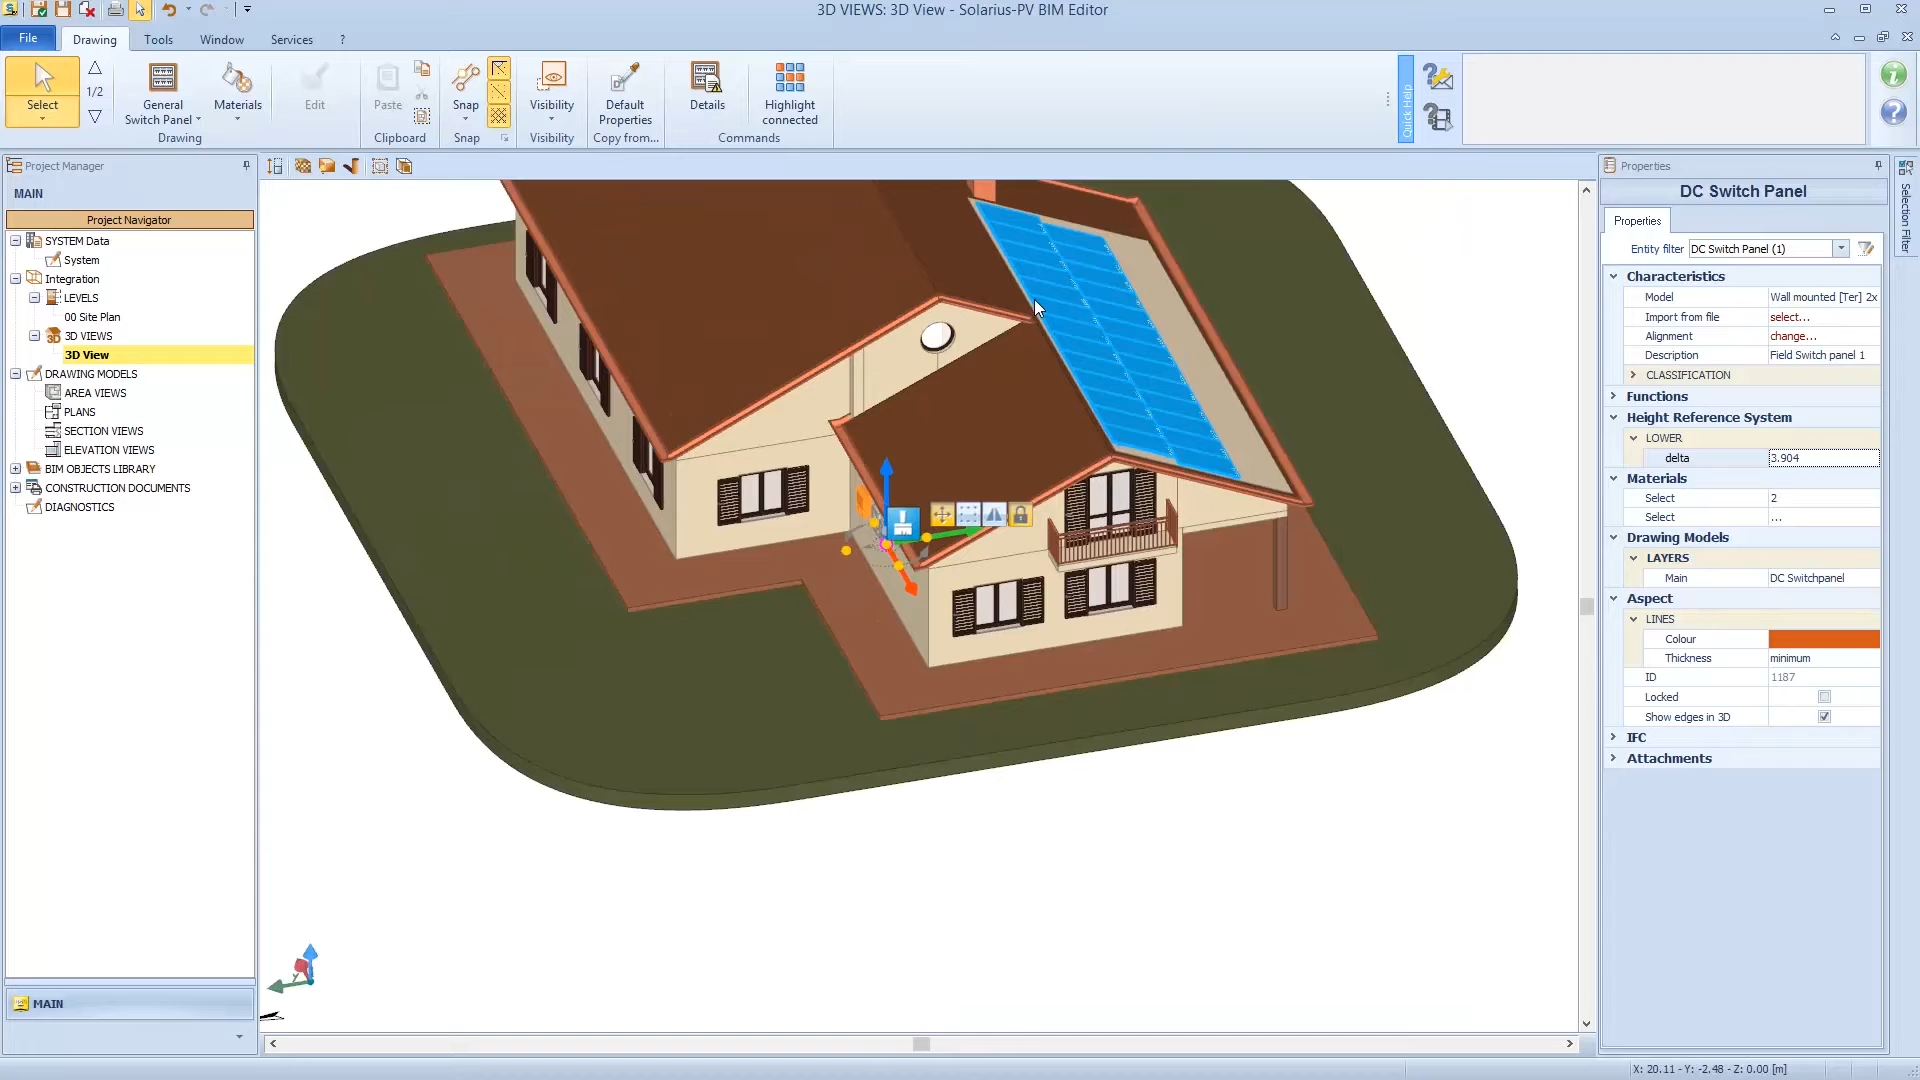 3D VIEWS: 3D View - Solarius-PV BIM Editor
File
Drawing
Tools
Window
Services
?
Select
1/2
General
Switch Panel
Materials
Edit
Drawing
Paste
Clipboard
Snap
Snap
Visibility
Visibility
Default
Properties
Copy from...
Details
Highlight
connected
Commands
Quick Help
Project Manager
MAIN
Project Navigator
SYSTEM Data
System
Integration
LEVELS
00 Site Plan
3D VIEWS
3D View
DRAWING MODELS
AREA VIEWS
PLANS
SECTION VIEWS
ELEVATION VIEWS
BIM OBJECTS LIBRARY
CONSTRUCTION DOCUMENTS
DIAGNOSTICS
MAIN
Properties
DC Switch Panel
Properties
Entity filter DC Switch Panel (1)
Characteristics
Model Wall mounted [Ter] 2x
Import from file select...
Alignment change...
Description Field Switch panel 1
CLASSIFICATION
Functions
Height Reference System
LOWER
delta 3.904
Materials
Select 2
Select ...
Drawing Models
LAYERS
Main DC Switchpanel
Aspect
LINES
Colour
Thickness minimum
ID 1187
Locked
Show edges in 3D
IFC
Attachments
Selection Filter
X: 20.11 - Y: -2.48 - Z: 0.00 [m]